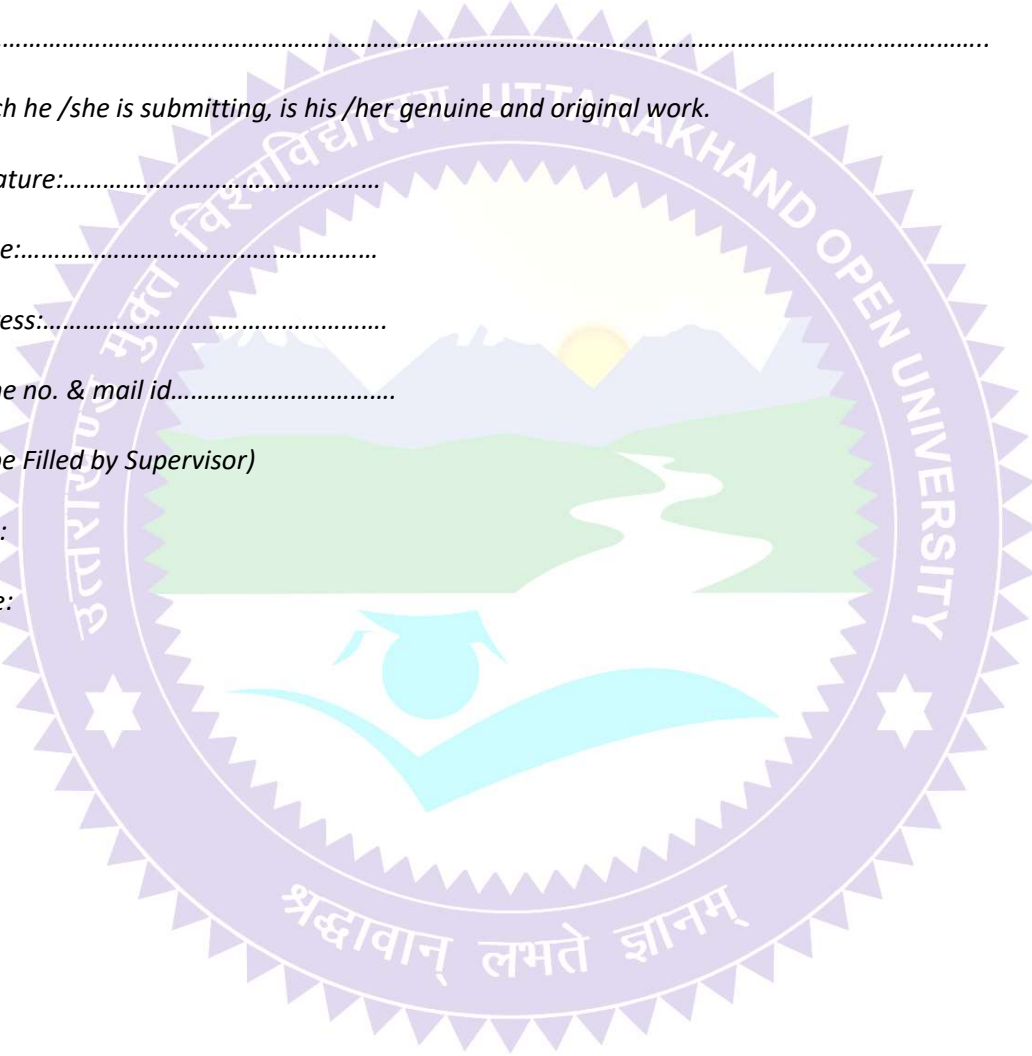 ……………………………………………………………………………………………………………………………………..
ch he /she is submitting, is his /her genuine and original work.
ature:…………………………………………
e:………………………………………………
ess:…………………………………………….
ne no. & mail id…………………………….
be Filled by Supervisor)
:
e:
उत्तराखण्ड मुक्त विश्वविद्यालय UTTARAKHAND OPEN UNIVERSITY
श्रद्धावान् लभते ज्ञानम्